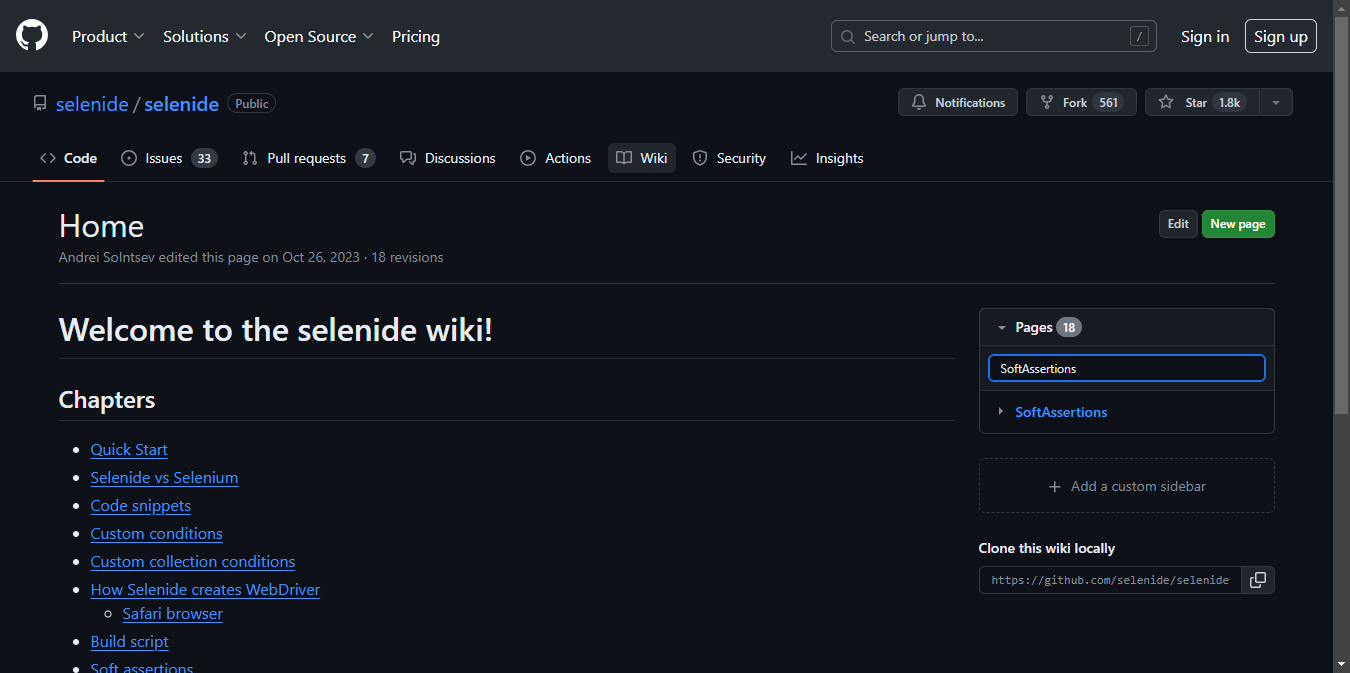 Product Solutions Open Source Pricing Search or jump to... / Sign in Sign up
selenide / selenide Public Notifications Fork 561 Star 1.8k
Code Issues 33 Pull requests 7 Discussions Actions Wiki Security Insights
Home Edit New page
Andrei Solntsev edited this page on Oct 26, 2023 · 18 revisions
Welcome to the selenide wiki!
Chapters
Quick Start
Selenide vs Selenium
Code snippets
Custom conditions
Custom collection conditions
How Selenide creates WebDriver
Safari browser
Build script
Soft assertions
Pages 18
SoftAssertions
SoftAssertions
Add a custom sidebar
Clone this wiki locally
https://github.com/selenide/selenide